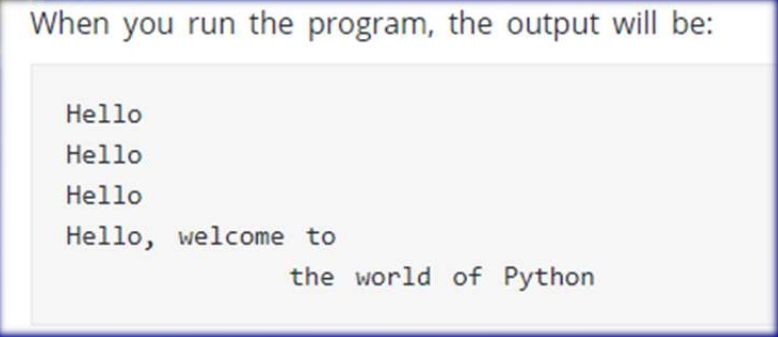 When you run the program, the output will be:
Hello
Hello
Hello
Hello, welcome to
the world of Python